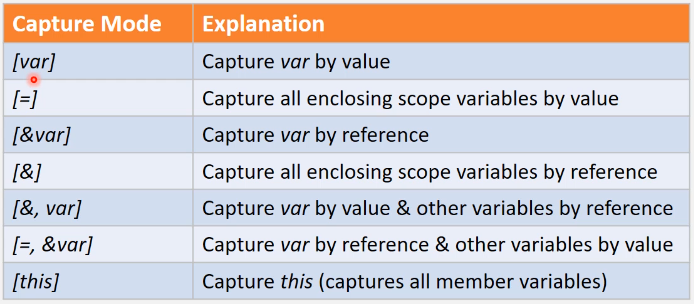 Capture Mode Explanation
[var] Capture var by value
[=] Capture all enclosing scope variables by value
[&var] Capture var by reference
[&] Capture all enclosing scope variables by reference
[&, var] Capture var by value & other variables by reference
[=, &var] Capture var by reference & other variables by value
[this] Capture this (captures all member variables)